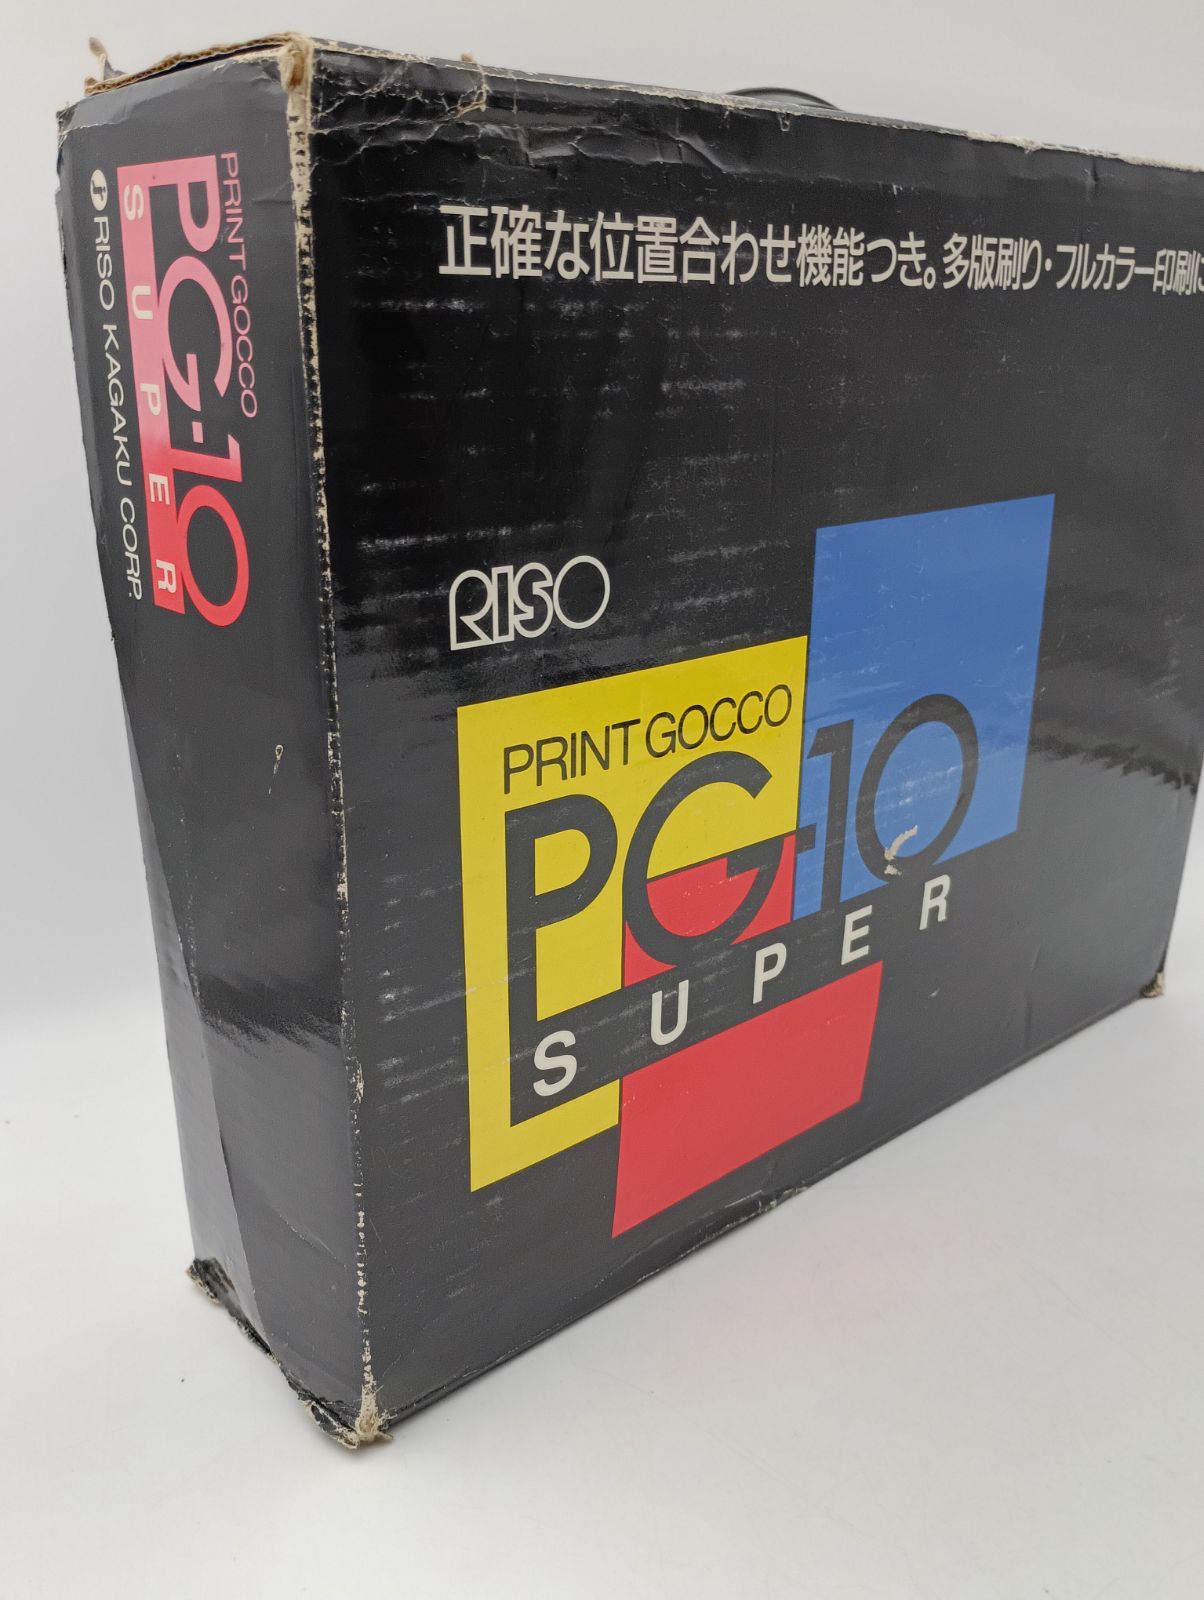 PRINT GOCCO
PG-10
SUPER
RISO KAGAKU CORP.
正確な位置合わせ機能つき。多版刷り・フルカラー印刷に
RISO
PRINT GOCCO
PG-10
SUPER